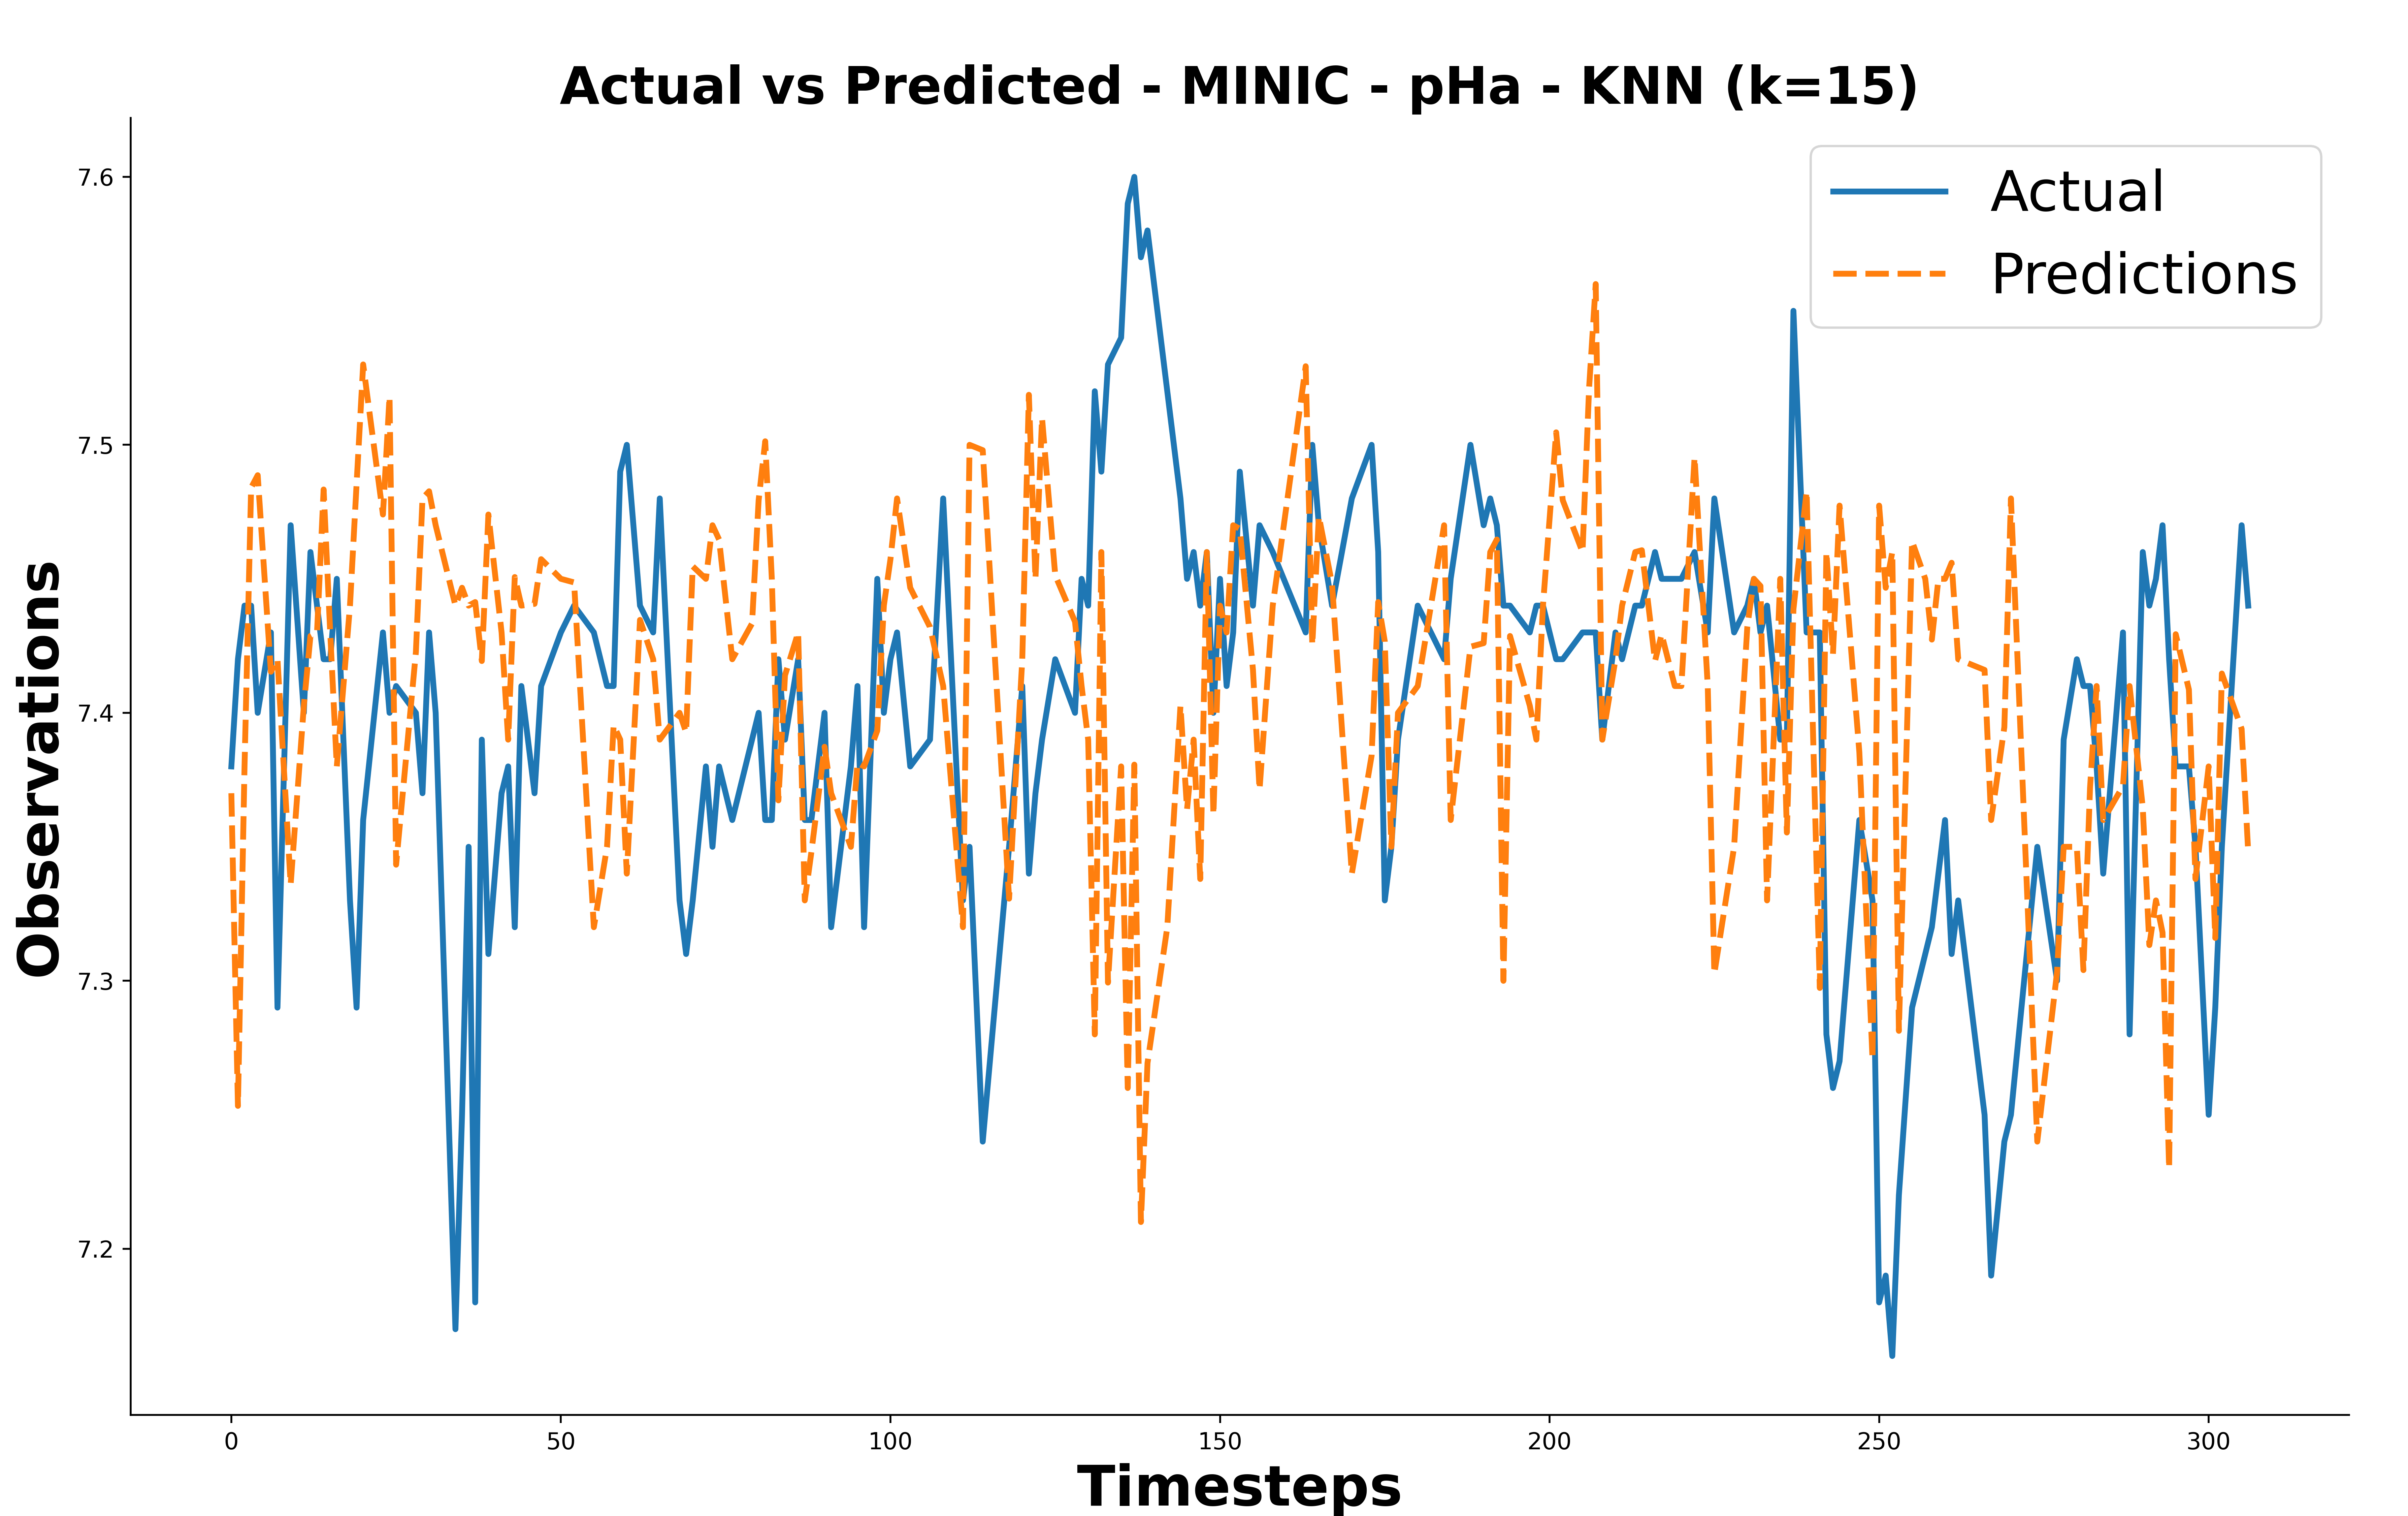 Actual vs Predicted - MINIC - pHa - KNN (k=15)
Actual
Predictions
Observations
7.6
7.5
7.4
7.3
7.2
0 50 100 150 200 250 300
Timesteps